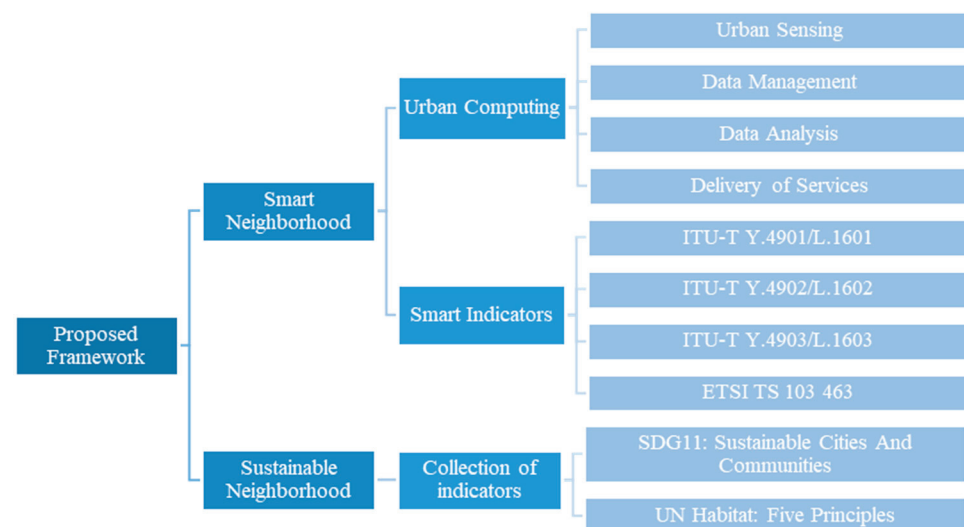 Proposed
Framework
Smart
Neighborhood
Urban Computing
Urban Sensing
Data Management
Data Analysis
Delivery of Services
Smart Indicators
ITU-T Y.4901/L.1601
ITU-T Y.4902/L.1602
ITU-T Y.4903/L.1603
ETSI TS 103 463
Sustainable
Neighborhood
Collection of
indicators
SDG11: Sustainable Cities And
Communities
UN Habitat: Five Principles